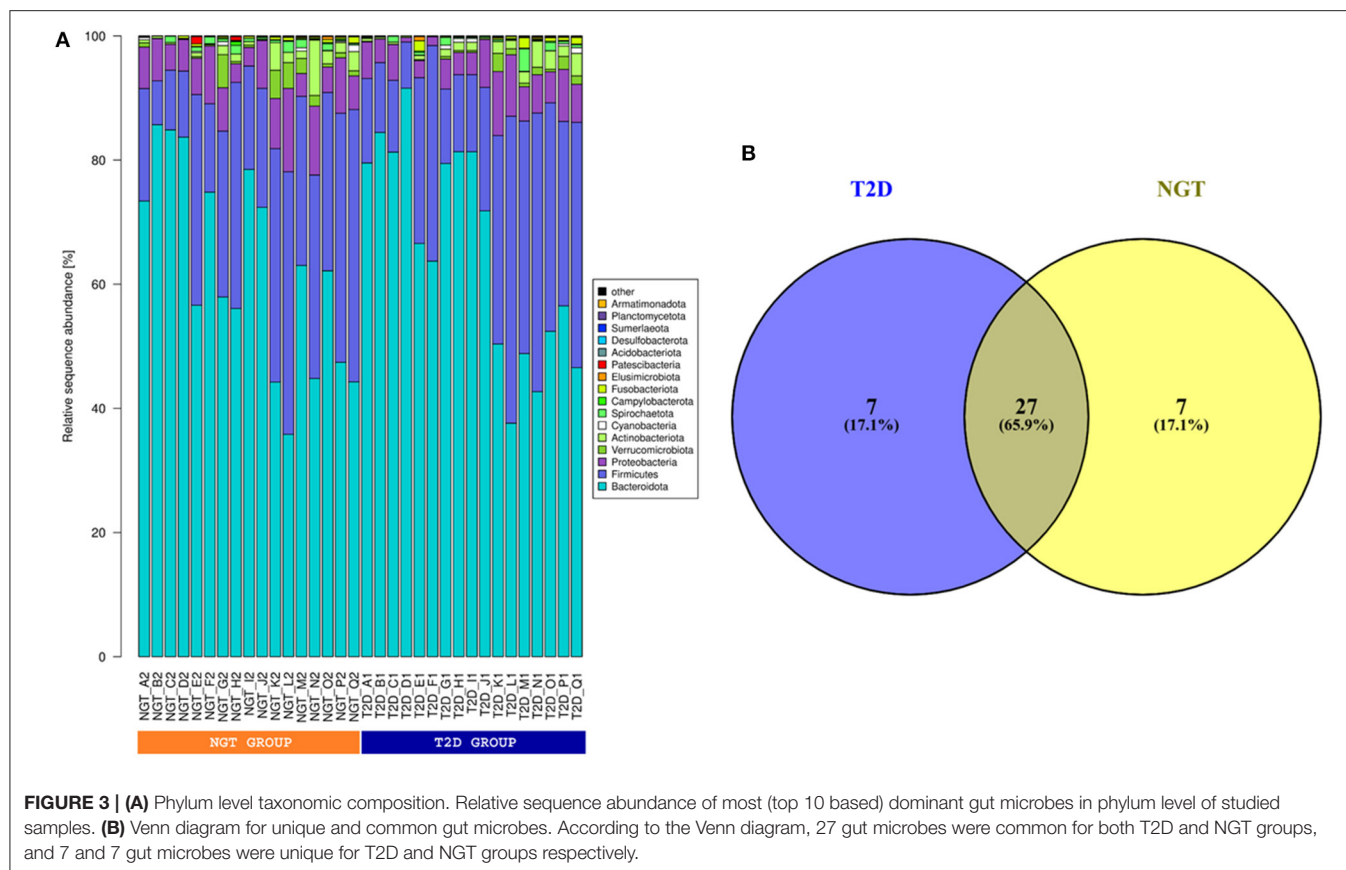 A
100
80
60
40
20
0
Relative sequence abundance [%]
other
Armatimonadota
Planctomycetota
Sumerlaeota
Desulfobacterota
Acidobacteriota
Patescibacteria
Elusimicrobiota
Fusobacteriota
Campylobacterota
Spirochaetota
Cyanobacteria
Actinobacteriota
Verrucomicrobiota
Proteobacteria
Firmicutes
Bacteroidota
NGT_A2
NGT_B2
NGT_C2
NGT_D2
NGT_E2
NGT_F2
NGT_G2
NGT_H2
NGT_I2
NGT_J2
NGT_K2
NGT_L2
NGT_M2
NGT_N2
NGT_O2
NGT_P2
NGT_Q2
T2D_A1
T2D_B1
T2D_C1
T2D_D1
T2D_E1
T2D_F1
T2D_G1
T2D_H1
T2D_I1
T2D_J1
T2D_K1
T2D_L1
T2D_M1
T2D_N1
T2D_O1
T2D_P1
T2D_Q1
NGT GROUP
T2D GROUP
B
T2D
NGT
7
(17.1%)
27
(65.9%)
7
(17.1%)
FIGURE 3 | (A) Phylum level taxonomic composition. Relative sequence abundance of most (top 10 based) dominant gut microbes in phylum level of studied
samples. (B) Venn diagram for unique and common gut microbes. According to the Venn diagram, 27 gut microbes were common for both T2D and NGT groups,
and 7 and 7 gut microbes were unique for T2D and NGT groups respectively.